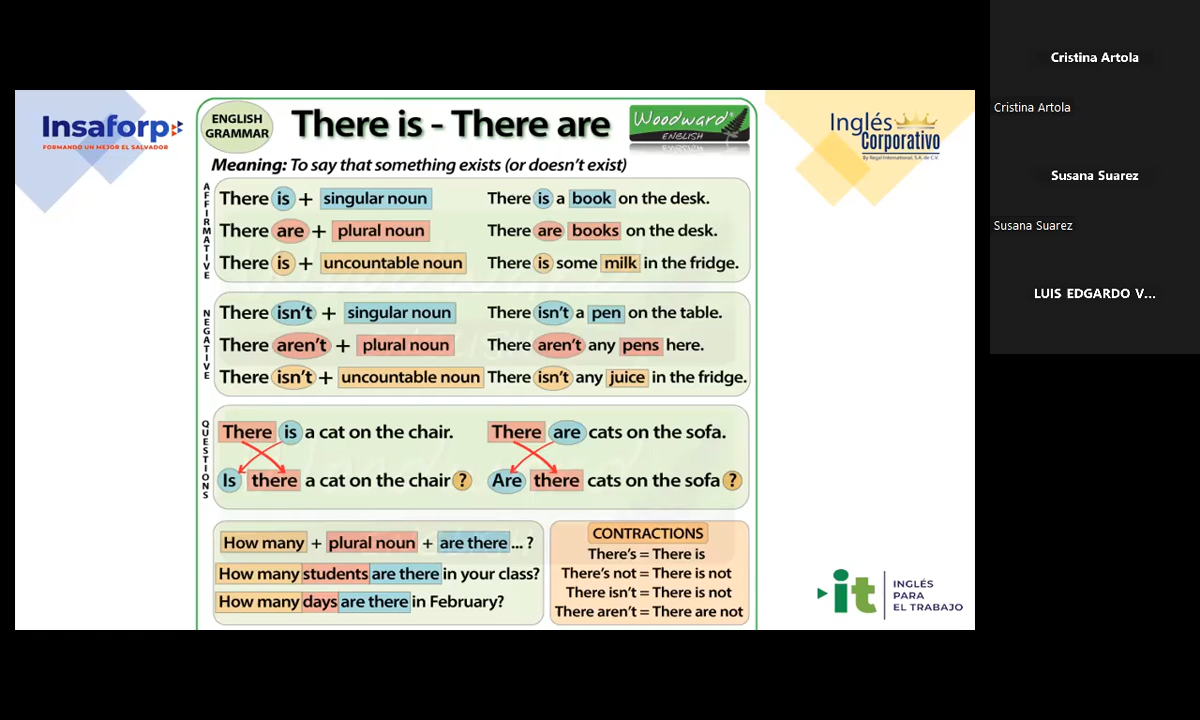 Insaforp
FORMANDO UN MEJOR EL SALVADOR
ENGLISH
GRAMMAR
There is - There are
Woodward®
ENGLISH
Inglés
Corporativo
By Regal International, S.A. de C.V.
Meaning: To say that something exists (or doesn't exist)
AFFIRMATIVE
There is + singular noun There is a book on the desk.
There are + plural noun There are books on the desk.
There is + uncountable noun There is some milk in the fridge.
NEGATIVE
There isn't + singular noun There isn't a pen on the table.
There aren't + plural noun There aren't any pens here.
There isn't + uncountable noun There isn't any juice in the fridge.
QUESTIONS
There is a cat on the chair. There are cats on the sofa.
Is there a cat on the chair? Are there cats on the sofa?
How many + plural noun + are there ... ?
How many students are there in your class?
How many days are there in February?
CONTRACTIONS
There's = There is
There's not = There is not
There isn't = There is not
There aren't = There are not
it
INGLÉS
PARA
EL TRABAJO
Cristina Artola
Cristina Artola
Susana Suarez
Susana Suarez
LUIS EDGARDO V...